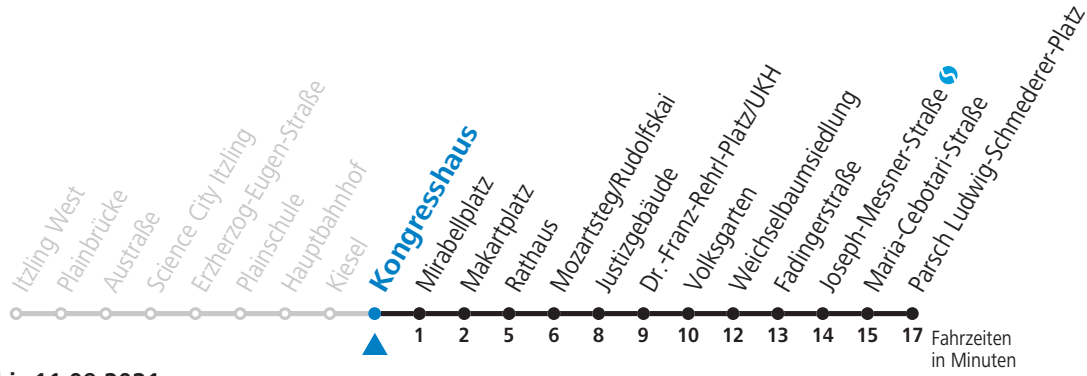 Itzling West
Plainbrücke
Austraße
Science City Itzling
Erzherzog-Eugen-Straße
Plainschule
Hauptbahnhof
Kiesel
Kongresshaus
Mirabellplatz
Makartplatz
Rathaus
Mozartsteg/Rudolfskai
Justizgebäude
Dr.-Franz-Rehrl-Platz/UKH
Volksgarten
Weichselbaumsiedlung
Fadingerstraße
Joseph-Messner-Straße
Maria-Cebotari-Straße
Parsch Ludwig-Schmederer-Platz
1 2 5 6 8 9 10 12 13 14 15 17 Fahrzeiten
in Minuten